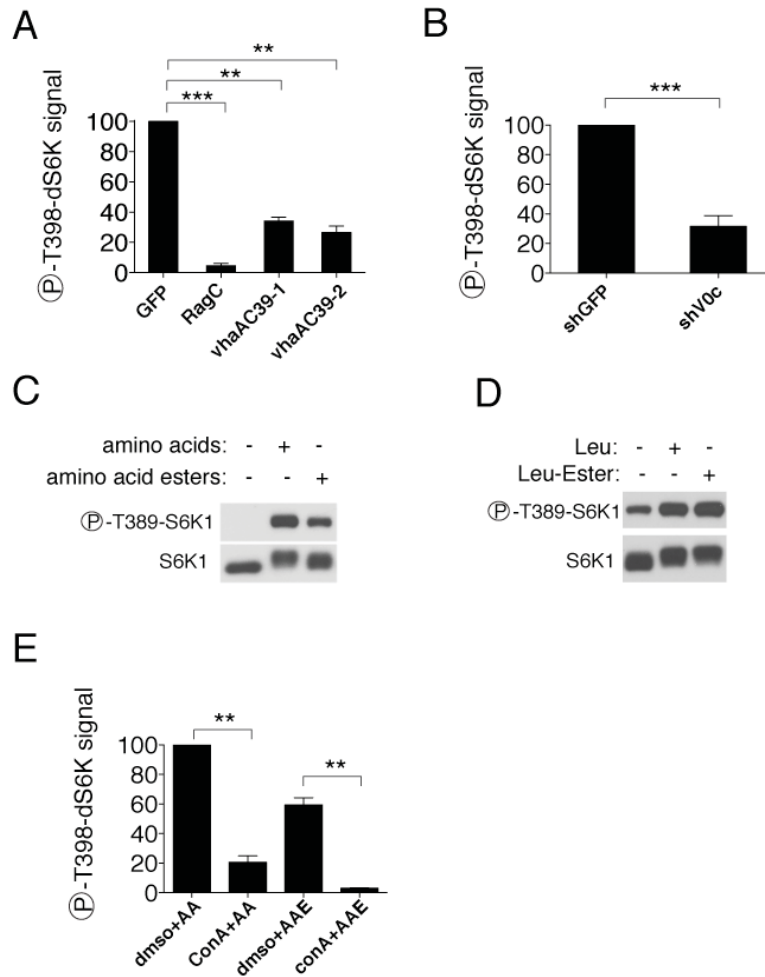 A
Ⓟ-T398-dS6K signal
**
**
***
100
80
60
40
20
0
GFP
RagC
vhaAC39-1
vhaAC39-2
B
Ⓟ-T398-dS6K signal
***
100
80
60
40
20
0
shGFP
shV0c
C
amino acids: - + -
amino acid esters: - - +
Ⓟ-T389-S6K1
S6K1
D
Leu: - + -
Leu-Ester: - - +
Ⓟ-T389-S6K1
S6K1
E
Ⓟ-T398-dS6K signal
**
**
100
80
60
40
20
0
dmso+AA
ConA+AA
dmso+AAE
conA+AAE